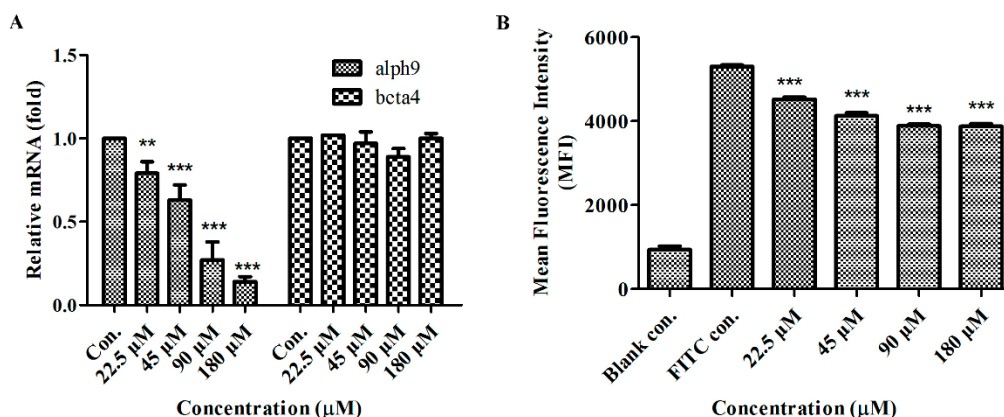 A
Relative mRNA (fold)
1.5
1.0
0.5
0.0
alph9
beta4
**
***
***
***
Con.
22.5 μM
45 μM
90 μM
180 μM
Con.
22.5 μM
45 μM
90 μM
180 μM
Concentration (μM)
B
Mean Fluorescence Intensity
(MFI)
6000
4000
2000
0
***
***
***
***
Blank con.
FITC con.
22.5 μM
45 μM
90 μM
180 μM
Concentration (μM)